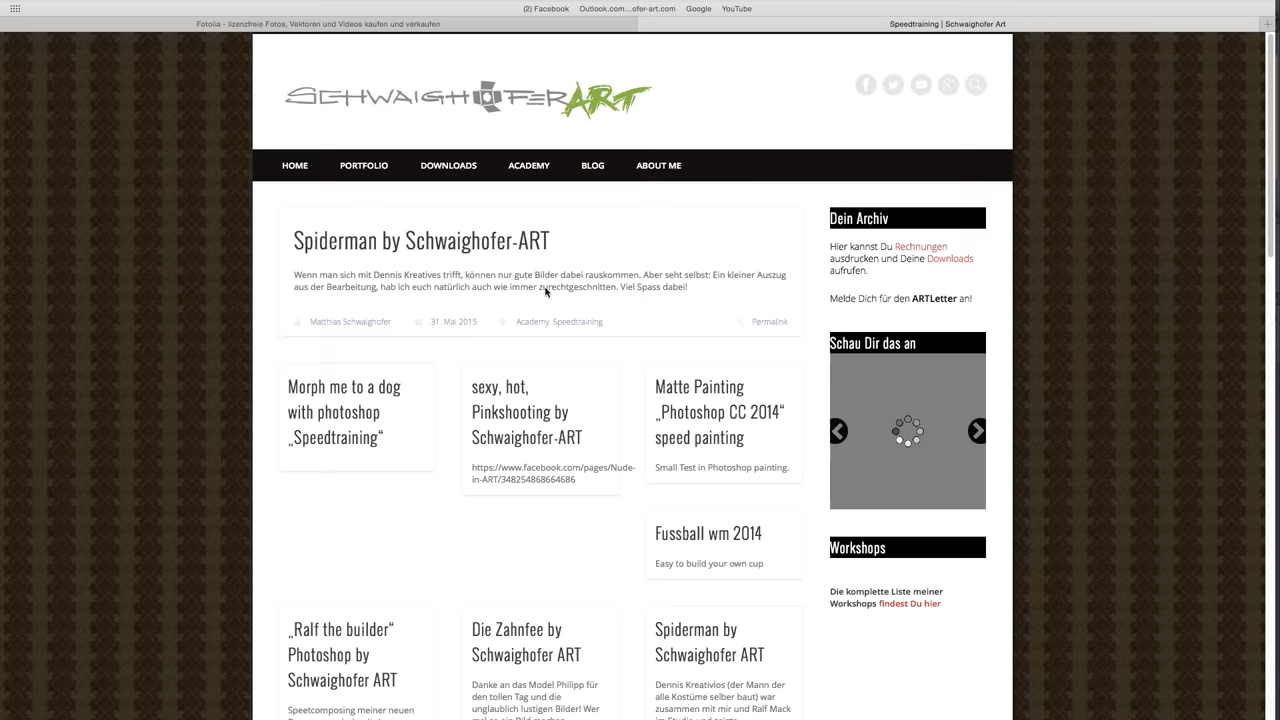 (2) Facebook Outlook.com...ofer-art.com Google YouTube
Fotolia - lizenzfreie Fotos, Vektoren und Videos kaufen und verkaufen
Speedtraining | Schwaighofer Art
SCHWAIGHOFERART
HOME PORTFOLIO DOWNLOADS ACADEMY BLOG ABOUT ME
Spiderman by Schwaighofer-ART
Wenn man sich mit Dennis Kreatives trifft, können nur gute Bilder dabei rauskommen. Aber seht selbst: Ein kleiner Auszug
aus der Bearbeitung, hab ich euch natürlich auch wie immer zurechtgeschnitten. Viel Spass dabei!
Matthias Schwaighofer 31. Mai 2015 Academy, Speedtraining Permalink
Morph me to a dog
with photoshop
„Speedtraining“
sexy, hot,
Pinkshooting by
Schwaighofer-ART
https://www.facebook.com/pages/Nude-
in-ART/348254868664686
Matte Painting
„Photoshop CC 2014“
speed painting
Small Test in Photoshop painting.
Fussball wm 2014
Easy to build your own cup
„Ralf the builder“
Photoshop by
Schwaighofer ART
Speetcomposing meiner neuen
Die Zahnfee by
Schwaighofer ART
Danke an das Model Philipp für
den tollen Tag und die
unglaublich lustigen Bilder! Wer
Spiderman by
Schwaighofer ART
Dennis Kreativlos (der Mann der
alle Kostüme selber baut) war
zusammen mit mir und Ralf Mack
Dein Archiv
Hier kannst Du Rechnungen
ausdrucken und Deine Downloads
aufrufen.
Melde Dich für den ARTLetter an!
Schau Dir das an
Workshops
Die komplette Liste meiner
Workshops findest Du hier